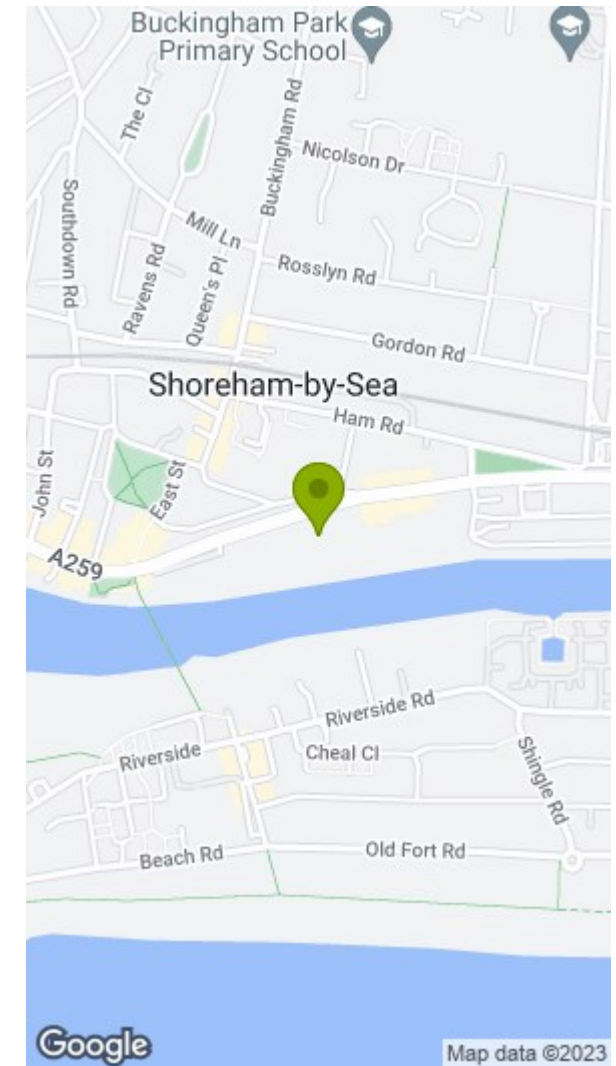 Buckingham Park
Primary School
The Cl
Buckingham Rd
Nicolson Dr
Southdown Rd
Mill Ln
Ravens Rd
Queen's Pl
Rosslyn Rd
Gordon Rd
Shoreham-by-Sea
Ham Rd
John St
East St
A259
Riverside Rd
Riverside
Cheal Cl
Shingle Rd
Beach Rd
Old Fort Rd
Google
Map data ©2023